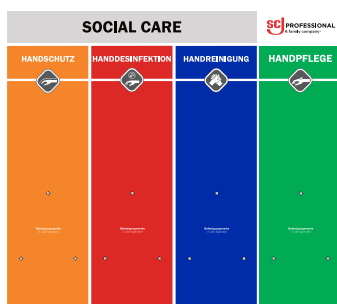 SOCIAL CARE
scj PROFESSIONAL
A family company
HANDSCHUTZ
HANDDESINFEKTION
HANDREINIGUNG
HANDPFLEGE